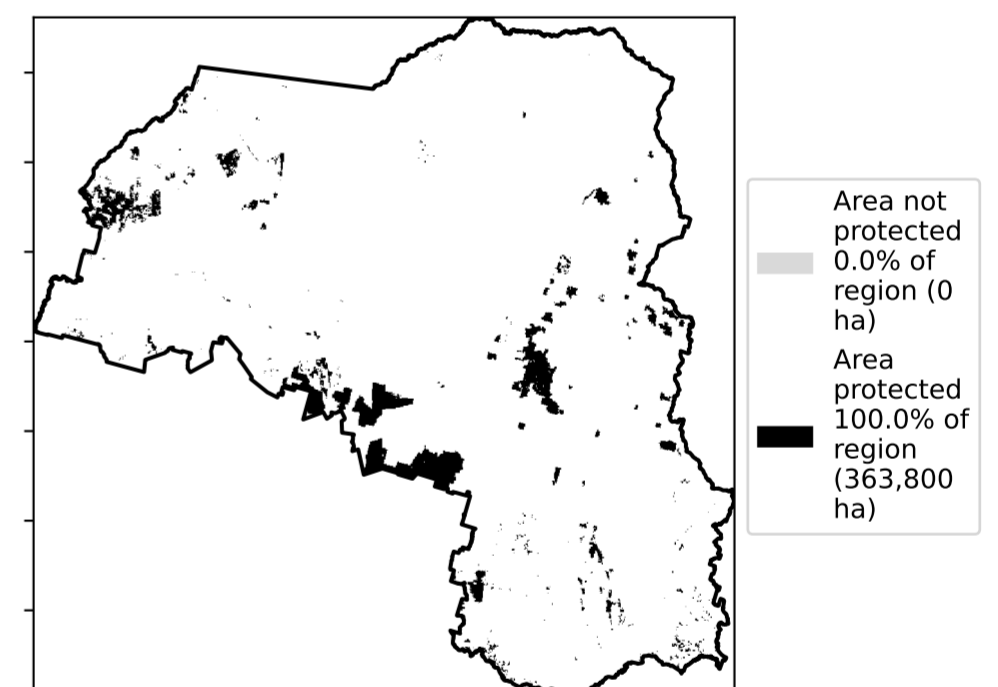 Area not
protected
0.0% of
region (0
ha)
Area
protected
100.0% of
region
(363,800
ha)